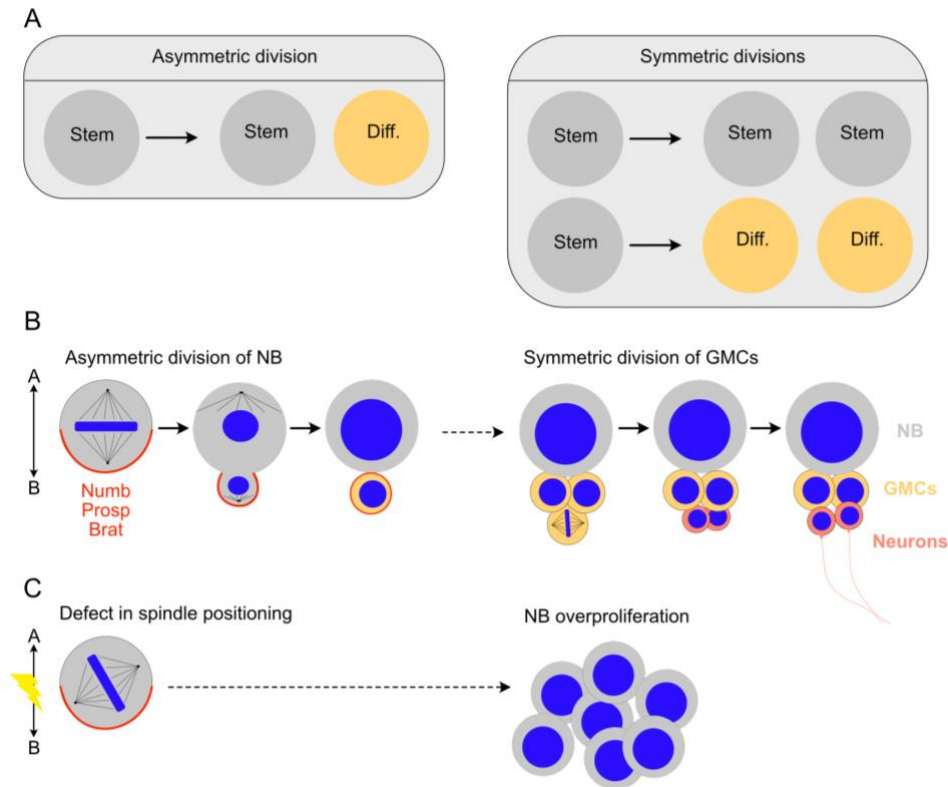 A
Asymmetric division
Stem
Stem
Diff.
Symmetric divisions
Stem
Stem
Stem
Stem
Diff.
Diff.
B
Asymmetric division of NB
A
B
Numb
Prosp
Brat
Symmetric division of GMCs
NB
GMCs
Neurons
C
Defect in spindle positioning
A
B
NB overproliferation